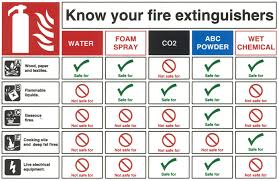 Know your fire extinguishers
WATER
FOAM
SPRAY
CO2
ABC
POWDER
WET
CHEMICAL
Wood, paper
and textiles.
Safe for
Safe for
Not safe for
Safe for
Safe for
Flammable
liquids.
Not safe for
Safe for
Safe for
Safe for
Not safe for
Gaseous
fires.
Not safe for
Not safe for
Not safe for
Safe for
Not safe for
Cooking oils
and deep fat fires
Not safe for
Not safe for
Not safe for
Not safe for
Safe for
Live electrical
equipment.
Not safe for
Not safe for
Safe for
Safe for
Not safe for